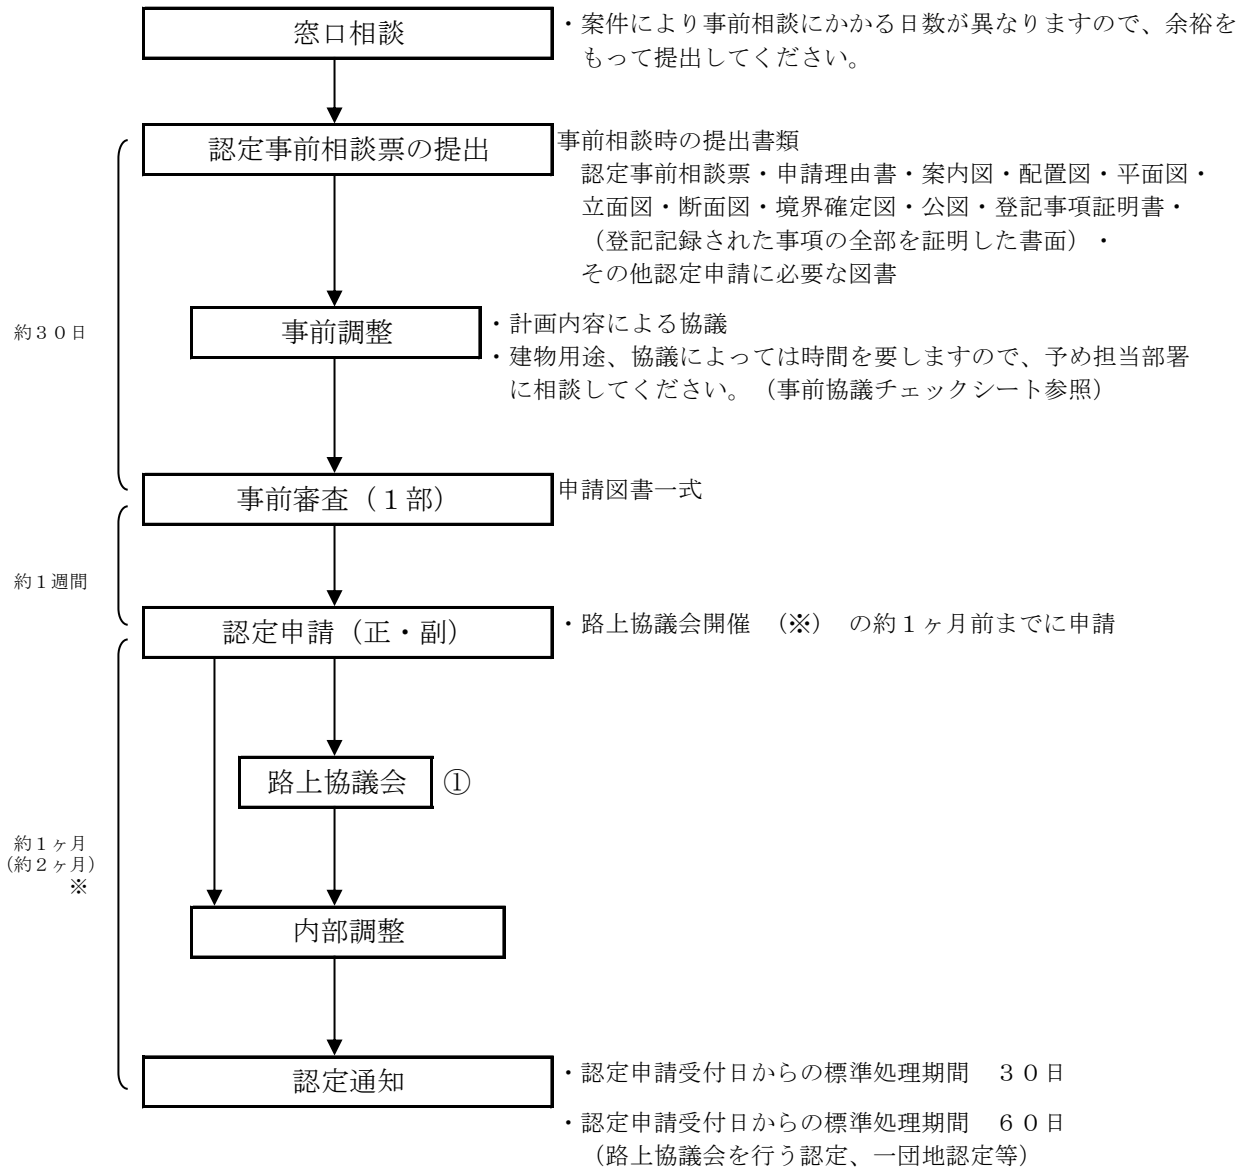 窓口相談
・案件により事前相談にかかる日数が異なりますので、余裕を
もって提出してください。
認定事前相談票の提出
事前相談時の提出書類
認定事前相談票・申請理由書・案内図・配置図・平面図・
立面図・断面図・境界確定図・公図・登記事項証明書・
（登記記録された事項の全部を証明した書面）・
その他認定申請に必要な図書
約３０日
事前調整
・計画内容による協議
・建物用途、協議によっては時間を要しますので、予め担当部署
に相談してください。（事前協議チェックシート参照）
事前審査（１部）
申請図書一式
約１週間
認定申請（正・副）
・路上協議会開催　（※）　の約１ヶ月前までに申請
路上協議会　①
約１ヶ月
(約２ヶ月)
※
内部調整
認定通知
・認定申請受付日からの標準処理期間　３０日
・認定申請受付日からの標準処理期間　６０日
（路上協議会を行う認定、一団地認定等）